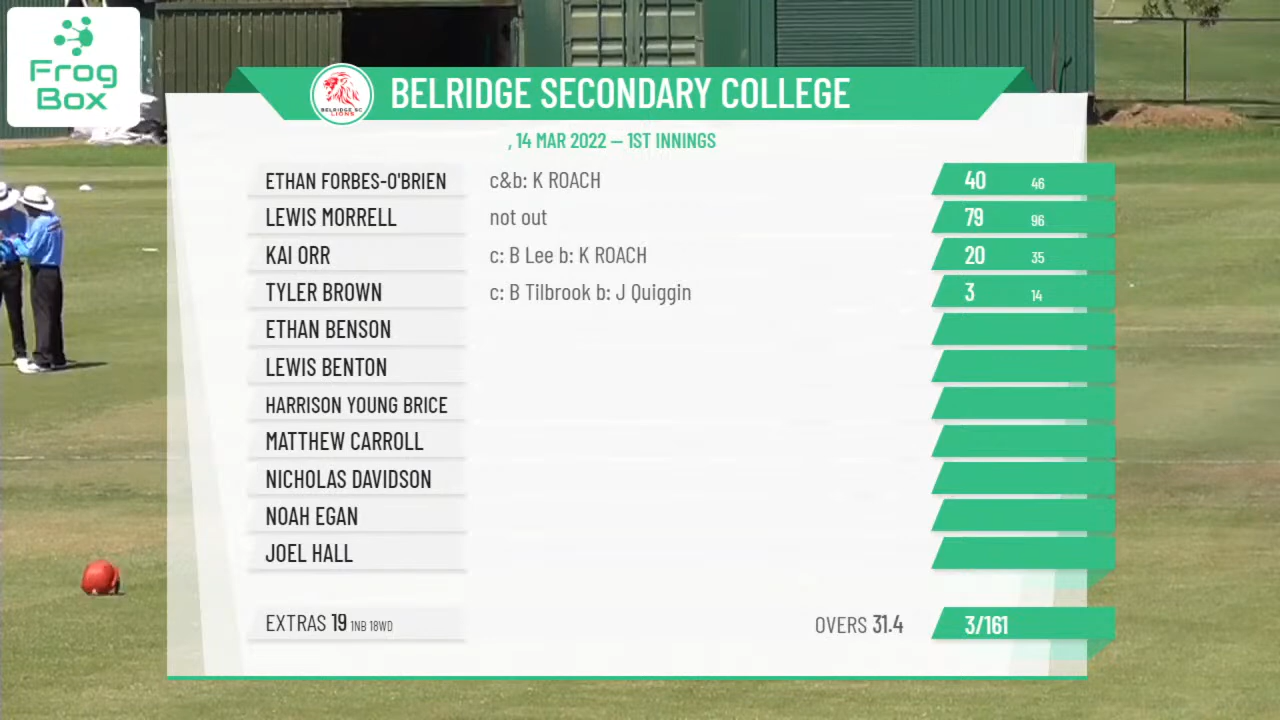 Frog
Box
BELRIDGE SC
LIONS
BELRIDGE SECONDARY COLLEGE
, 14 MAR 2022 – 1ST INNINGS
ETHAN FORBES-O'BRIEN c&b: K ROACH 40 46
LEWIS MORRELL not out 79 96
KAI ORR c: B Lee b: K ROACH 20 35
TYLER BROWN c: B Tilbrook b: J Quiggin 3 14
ETHAN BENSON
LEWIS BENTON
HARRISON YOUNG BRICE
MATTHEW CARROLL
NICHOLAS DAVIDSON
NOAH EGAN
JOEL HALL
EXTRAS 19 1NB 18WD OVERS 31.4 3/161